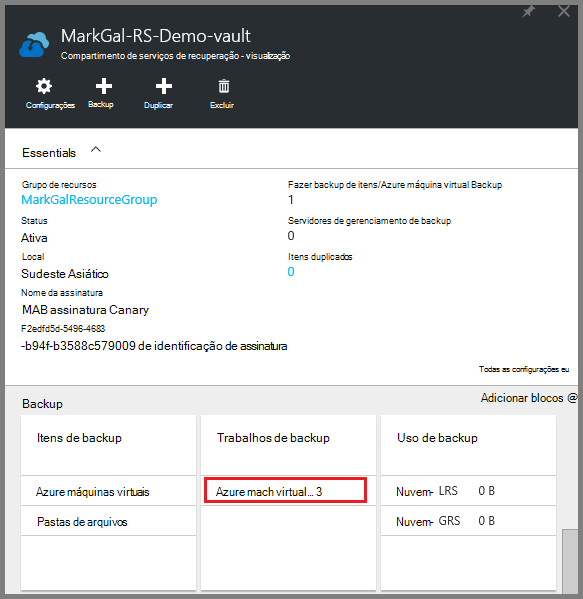 MarkGal-RS-Demo-vault
Compartimento de serviços de recuperação - visualização
Configurações Backup Duplicar Excluir
Essentials
Grupo de recursos
MarkGalResourceGroup
Status
Ativa
Local
Sudeste Asiático
Nome da assinatura
MAB assinatura Canary
F2edfd5d-5496-4683
-b94f-b3588c579009 de identificação de assinatura
Fazer backup de itens/Azure máquina virtual Backup
1
Servidores de gerenciamento de backup
0
Itens duplicados
0
Todas as configurações eu
Backup
Adicionar blocos @
Itens de backup
Azure máquinas virtuais
Pastas de arquivos
Trabalhos de backup
Azure mach virtual... 3
Uso de backup
Nuvem- LRS 0 B
Nuvem- GRS 0 B